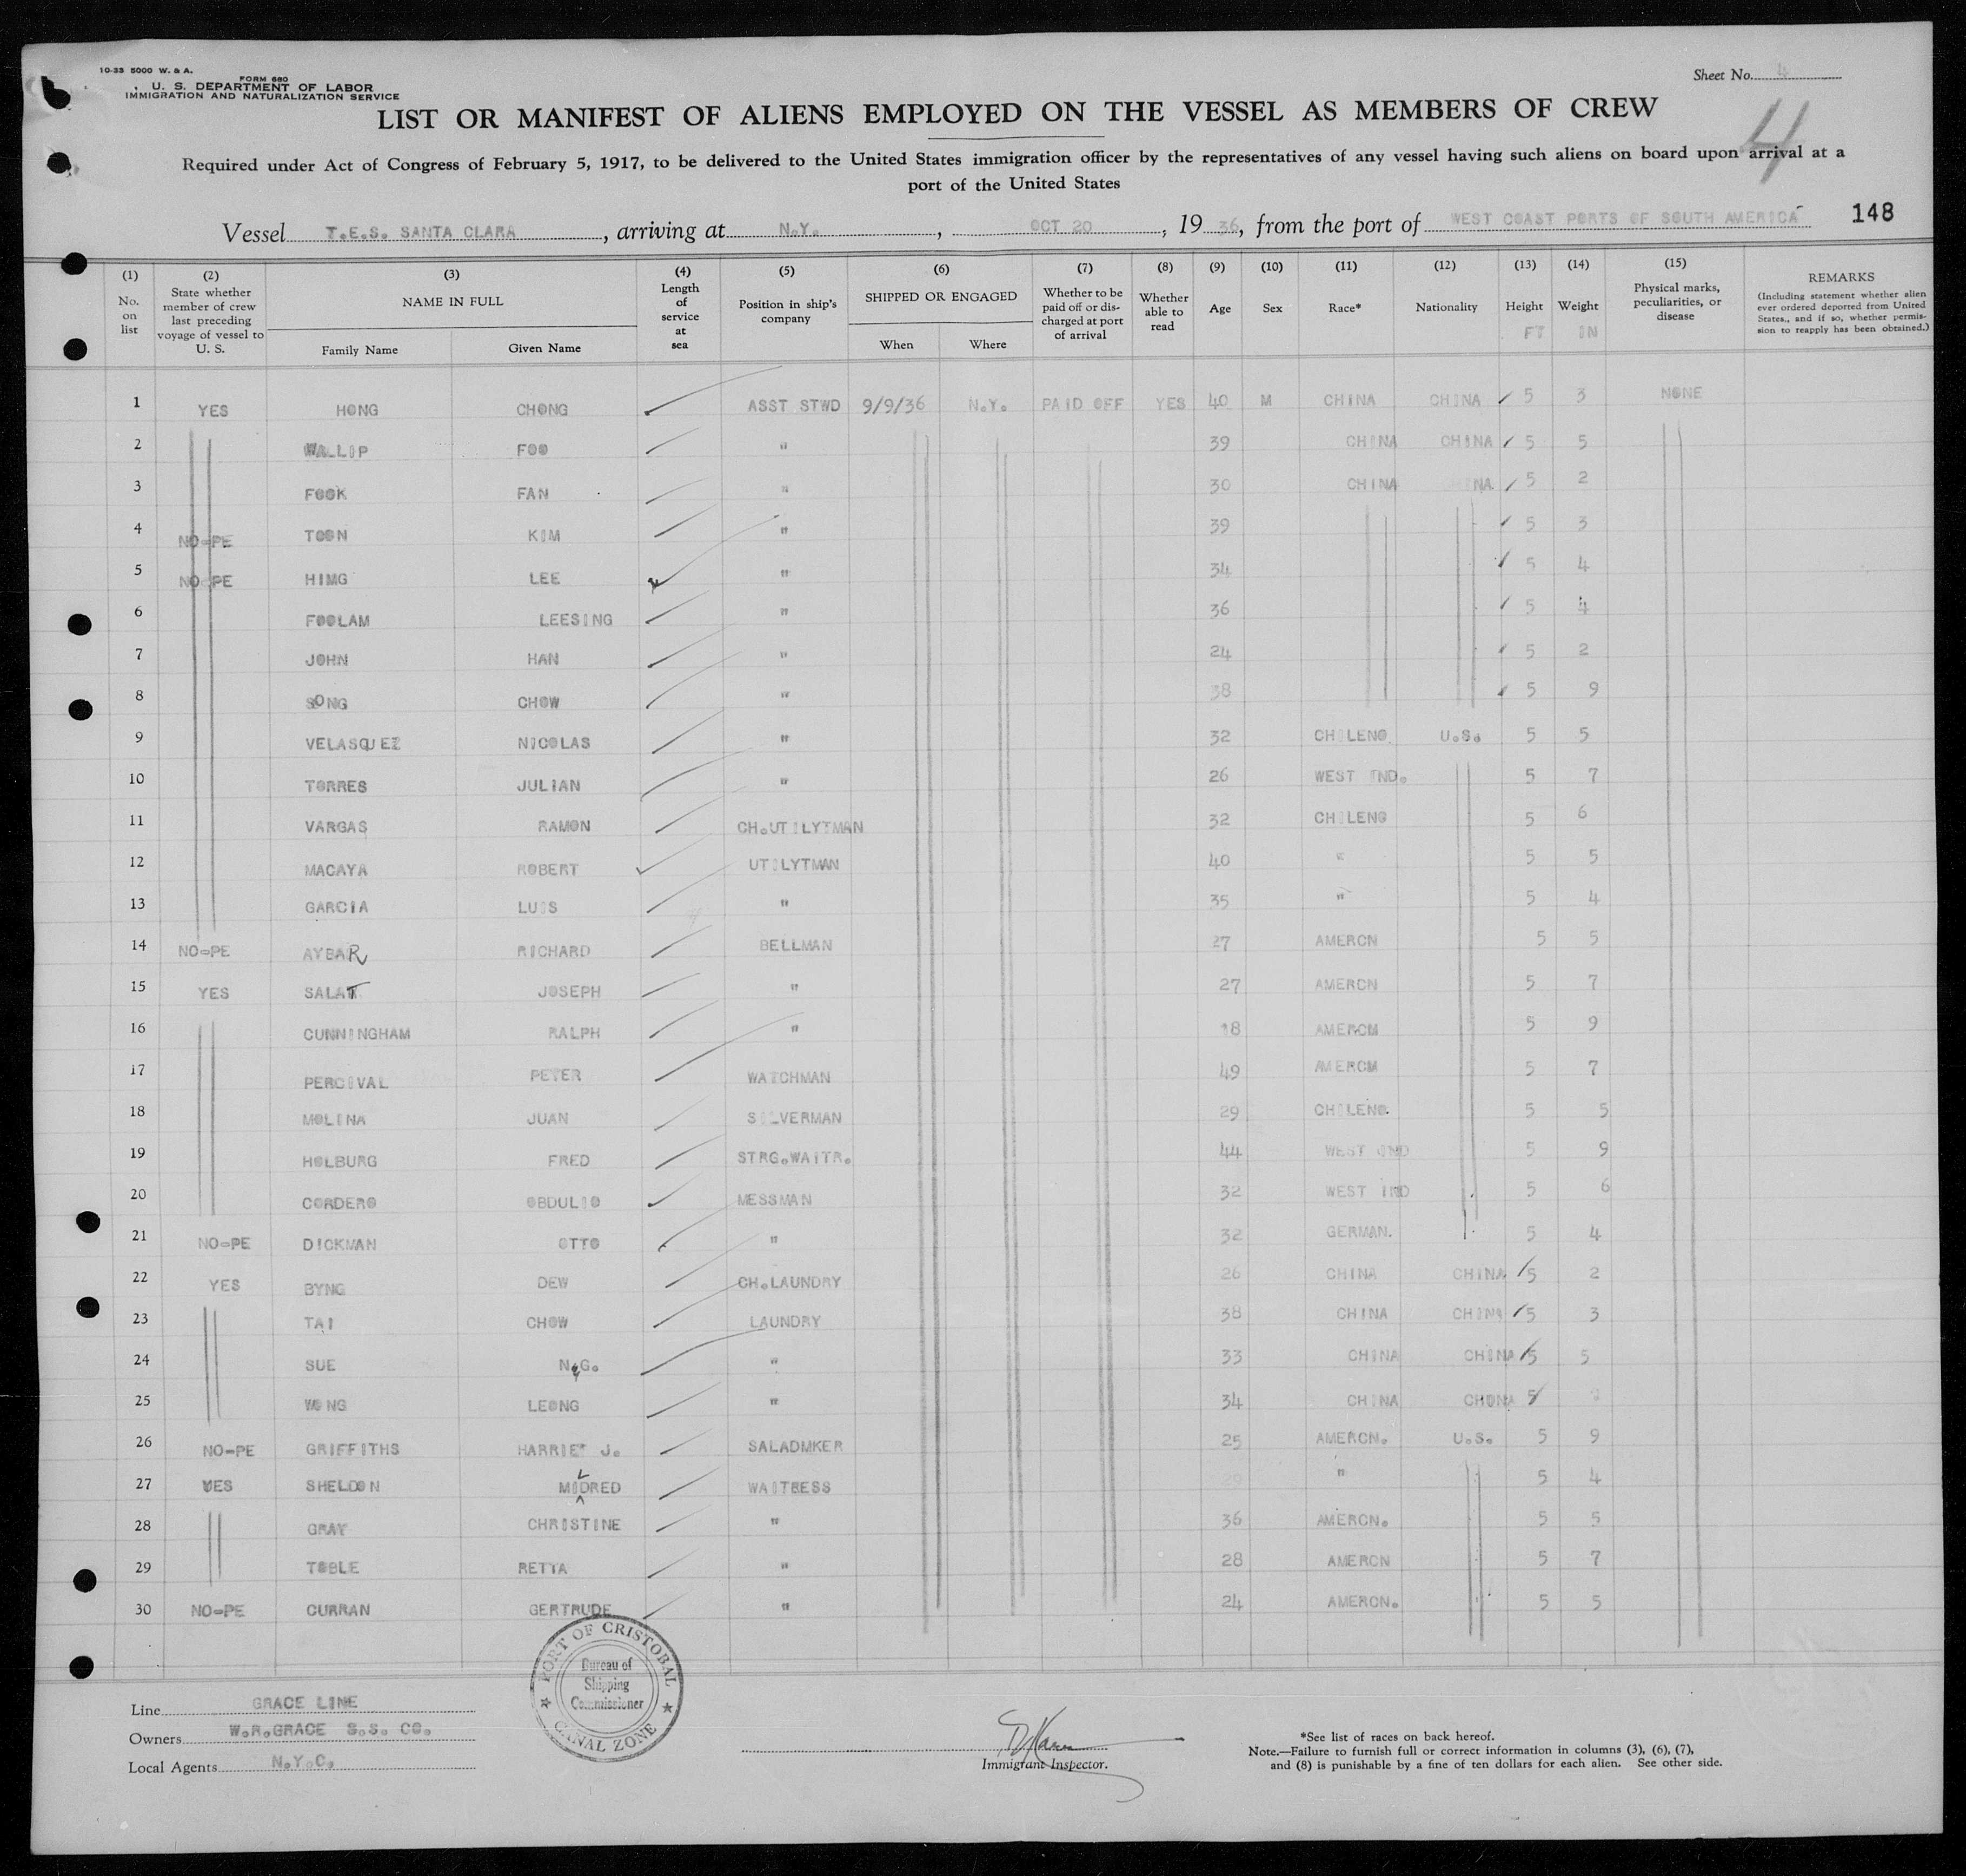 10-35 5000 W. & A.
FORM 680
U. S. DEPARTMENT OF LABOR
IMMIGRATION AND NATURALIZATION SERVICE
Sheet No. 4
LIST OR MANIFEST OF ALIENS EMPLOYED ON THE VESSEL AS MEMBERS OF CREW
4
Required under Act of Congress of February 5, 1917, to be delivered to the United States immigration officer by the representatives of any vessel having such aliens on board upon arrival at a
port of the United States
Vessel T.E.S. SANTA CLARA, arriving at N.Y., OCT 20, 1936, from the port of WEST COAST PORTS OF SOUTH AMERICA 148
(1) No. on list
(2) State whether member of crew last preceding voyage of vessel to U. S.
(3) NAME IN FULL Family Name Given Name
(4) Length of service at sea
(5) Position in ship's company
(6) SHIPPED OR ENGAGED When Where
(7) Whether to be paid off or discharged at port of arrival
(8) Whether able to read
(9) Age
(10) Sex
(11) Race*
(12) Nationality
(13) Height FT
(14) Weight IN
(15) Physical marks, peculiarities, or disease
REMARKS (Including statement whether alien ever ordered deported from United States., and if so, whether permission to reapply has been obtained.)
1 YES HONG CHONG ASST STWD 9/9/36 N.Y. PAID OFF YES 40 M CHINA CHINA 5 3 NONE
2 WALLIP FOO " 39 CHINA CHINA 5 5
3 FOOK FAN " 30 CHINA NA 5 2
4 NO-PE TOON KIM " 39 5 3
5 NO-PE HIMG LEE " 34 5 4
6 FOOLAM LEESING 36 5 4
7 JOHN HAN " 24 5 2
8 SONG CHOW " 38 5 9
9 VELASQUEZ NICOLAS " 32 CHILENO U.S. 5 5
10 TORRES JULIAN " 26 WEST IND. 5 7
11 VARGAS RAMON CH.UTILYTMAN 32 CHILENO 5 6
12 MACAYA ROBERT UTILYTMAN 40 " 5 5
13 GARCIA LUIS " 35 " 5 4
14 NO-PE AYBAR RICHARD BELLMAN 27 AMERCN 5 5
15 YES SALAT JOSEPH " 27 AMERCN 5 7
16 CUNNINGHAM RALPH " 18 AMERCM 5 9
17 PERCIVAL PETER WATCHMAN 49 AMERCM 5 7
18 MOLINA JUAN SILVERMAN 29 CHILENO. 5 5
19 HOLBURG FRED STRG.WAITR. 44 WEST IND 5 9
20 CORDERO OBDULIO MESSMAN 32 WEST IND 5 6
21 NO-PE DICKMAN OTTO " 32 GERMAN. 5 4
22 YES BYNG DEW CH.LAUNDRY 26 CHINA CHINA 5 2
23 TAI CHOW LAUNDRY 38 CHINA CHINA 5 3
24 SUE N.G. " 33 CHINA CHINA 5 5
25 WONG LEONG " 34 CHINA CHONA 5
26 NO-PE GRIFFITHS HARRIET J. SALADMKER 25 AMERCN. U.S. 5 9
27 YES SHELDON MILDRED WAITRESS 29 " 5 4
28 GRAY CHRISTINE " 36 AMERCN. 5 5
29 TOBLE RETTA " 28 AMERCN 5 7
30 NO-PE CURRAN GERTRUDE " 24 AMERCN. 5 5
PORT OF CRISTOBAL
Bureau of
Shipping
Commissioner
CANAL ZONE
Line GRACE LINE
Owners W.R.GRACE S.S. CO.
Local Agents N.Y.C.
Immigrant Inspector.
*See list of races on back hereof.
Note.—Failure to furnish full or correct information in columns (3), (6), (7),
and (8) is punishable by a fine of ten dollars for each alien. See other side.